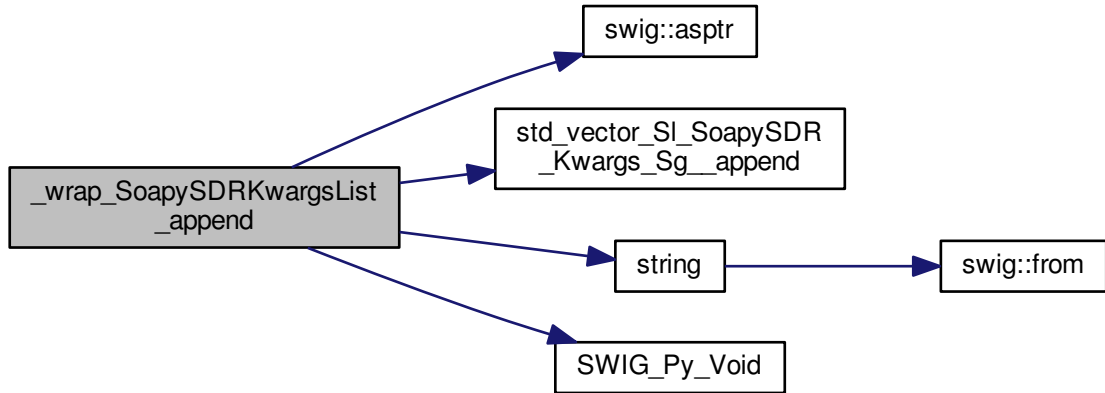 swig::asptr
std_vector_Sl_SoapySDR
_Kwargs_Sg__append
_wrap_SoapySDRKwargsList
_append
string
swig::from
SWIG_Py_Void